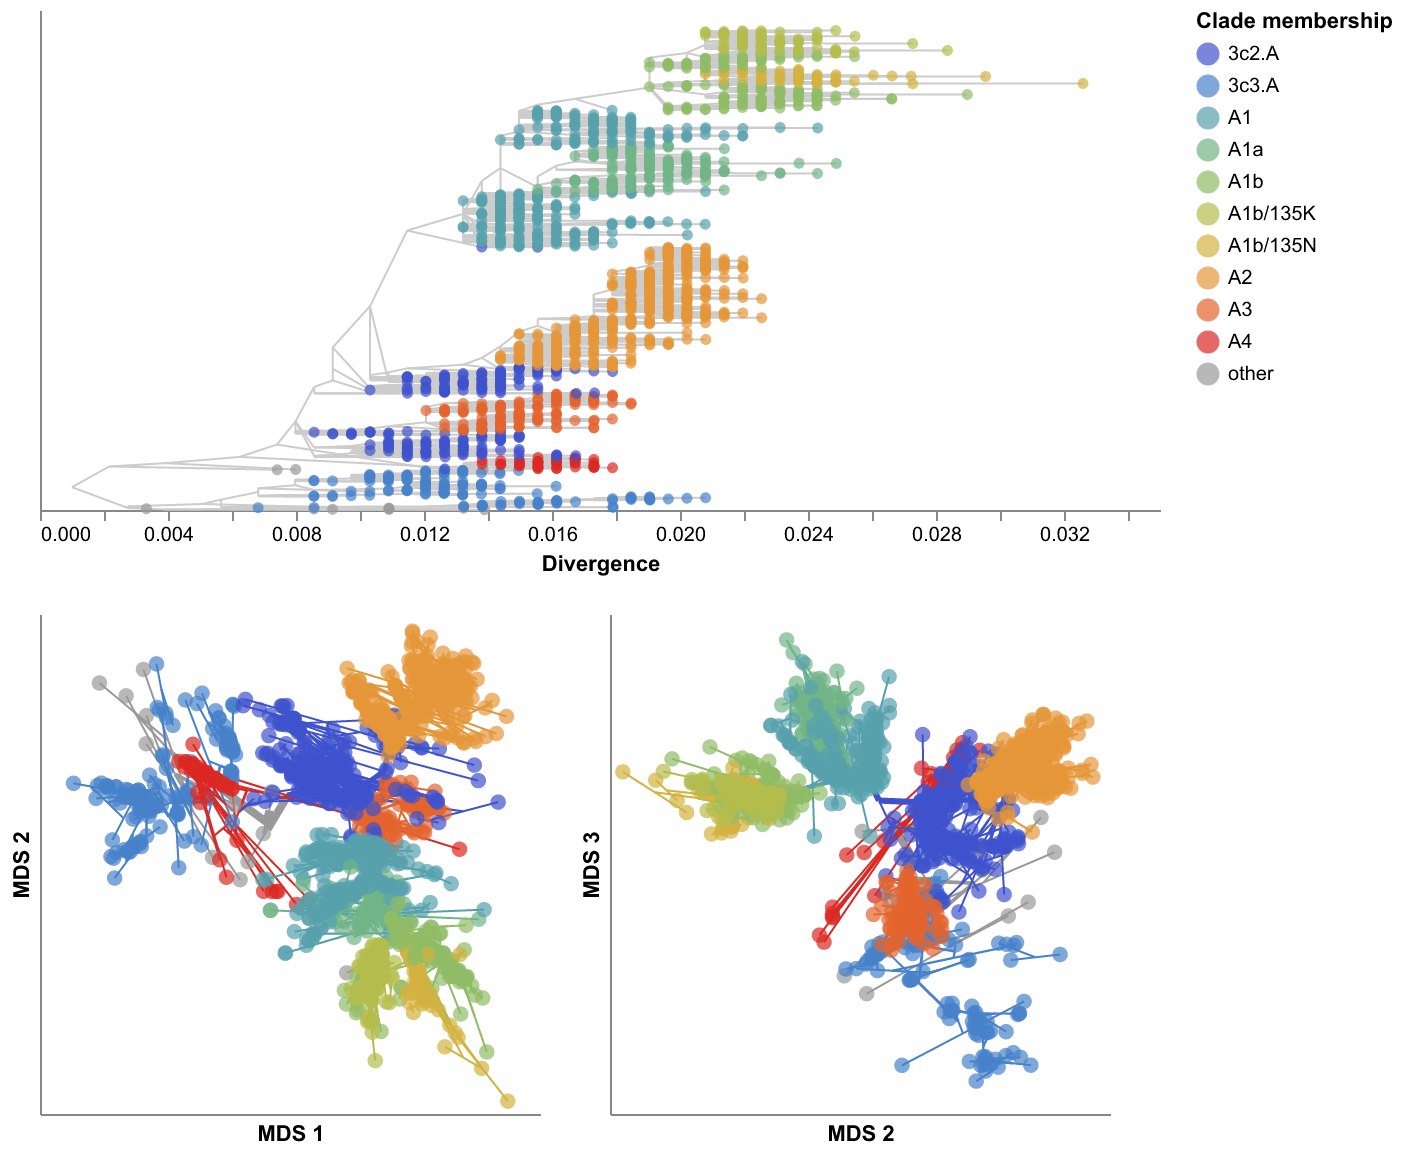 Clade membership
3c2.A
3c3.A
A1
A1a
A1b
A1b/135K
A1b/135N
A2
A3
A4
other
0.000 0.004 0.008 0.012 0.016 0.020 0.024 0.028 0.032
Divergence
MDS 2
MDS 1
MDS 3
MDS 2